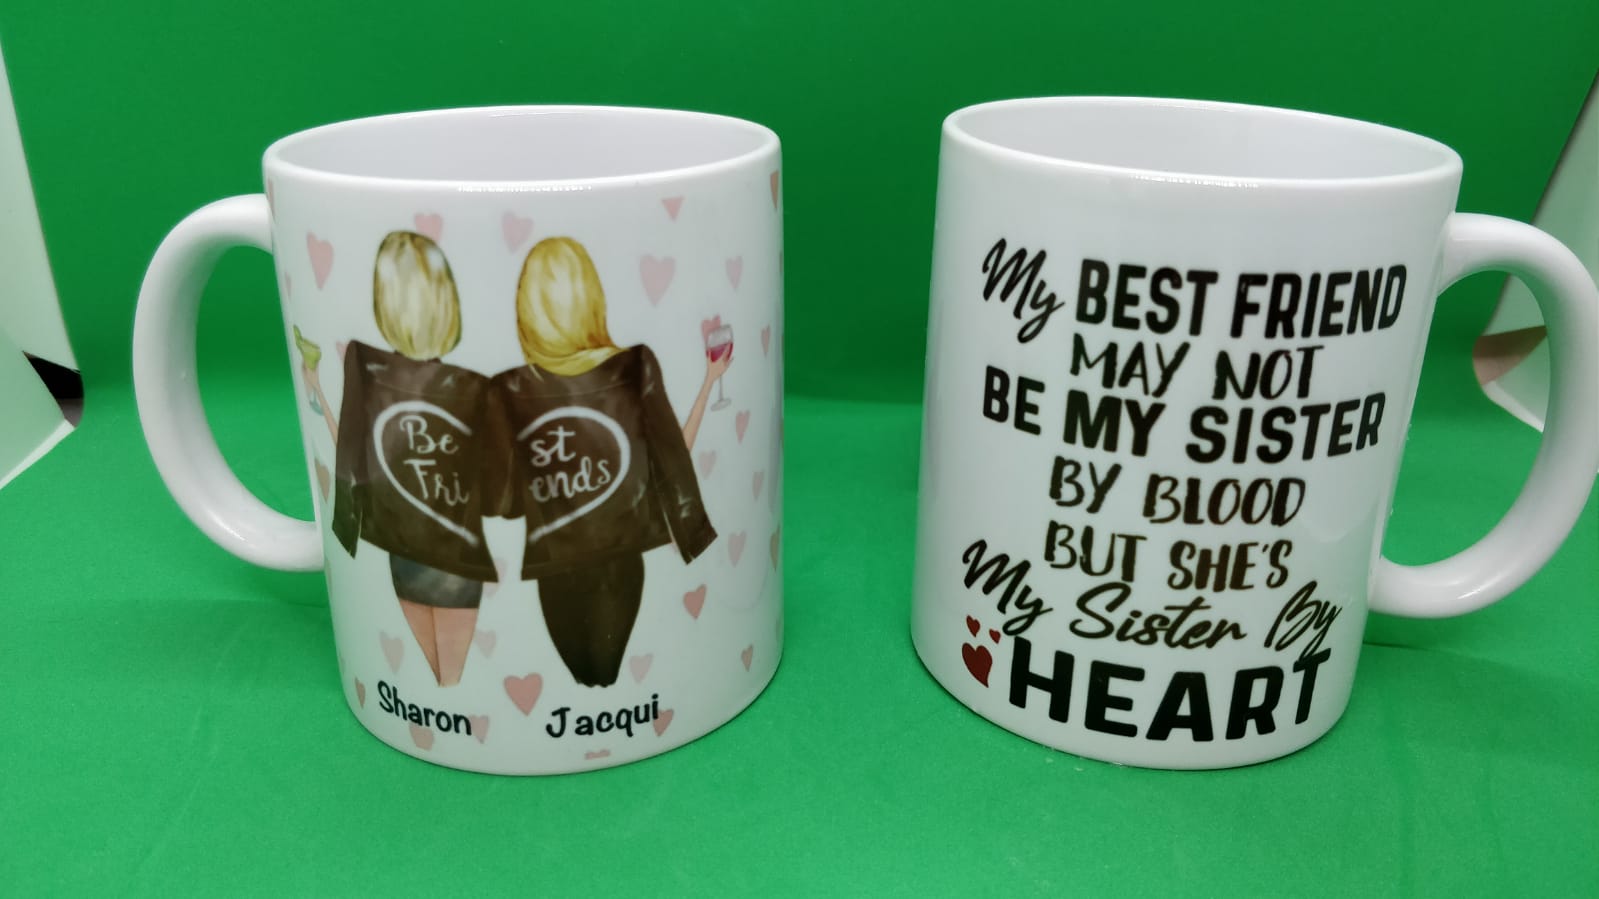 Be
Fri
st
ends
Sharon
Jacqui
My BEST FRIEND
MAY NOT
BE MY SISTER
BY BLOOD
BUT SHE'S
My Sister By
HEART